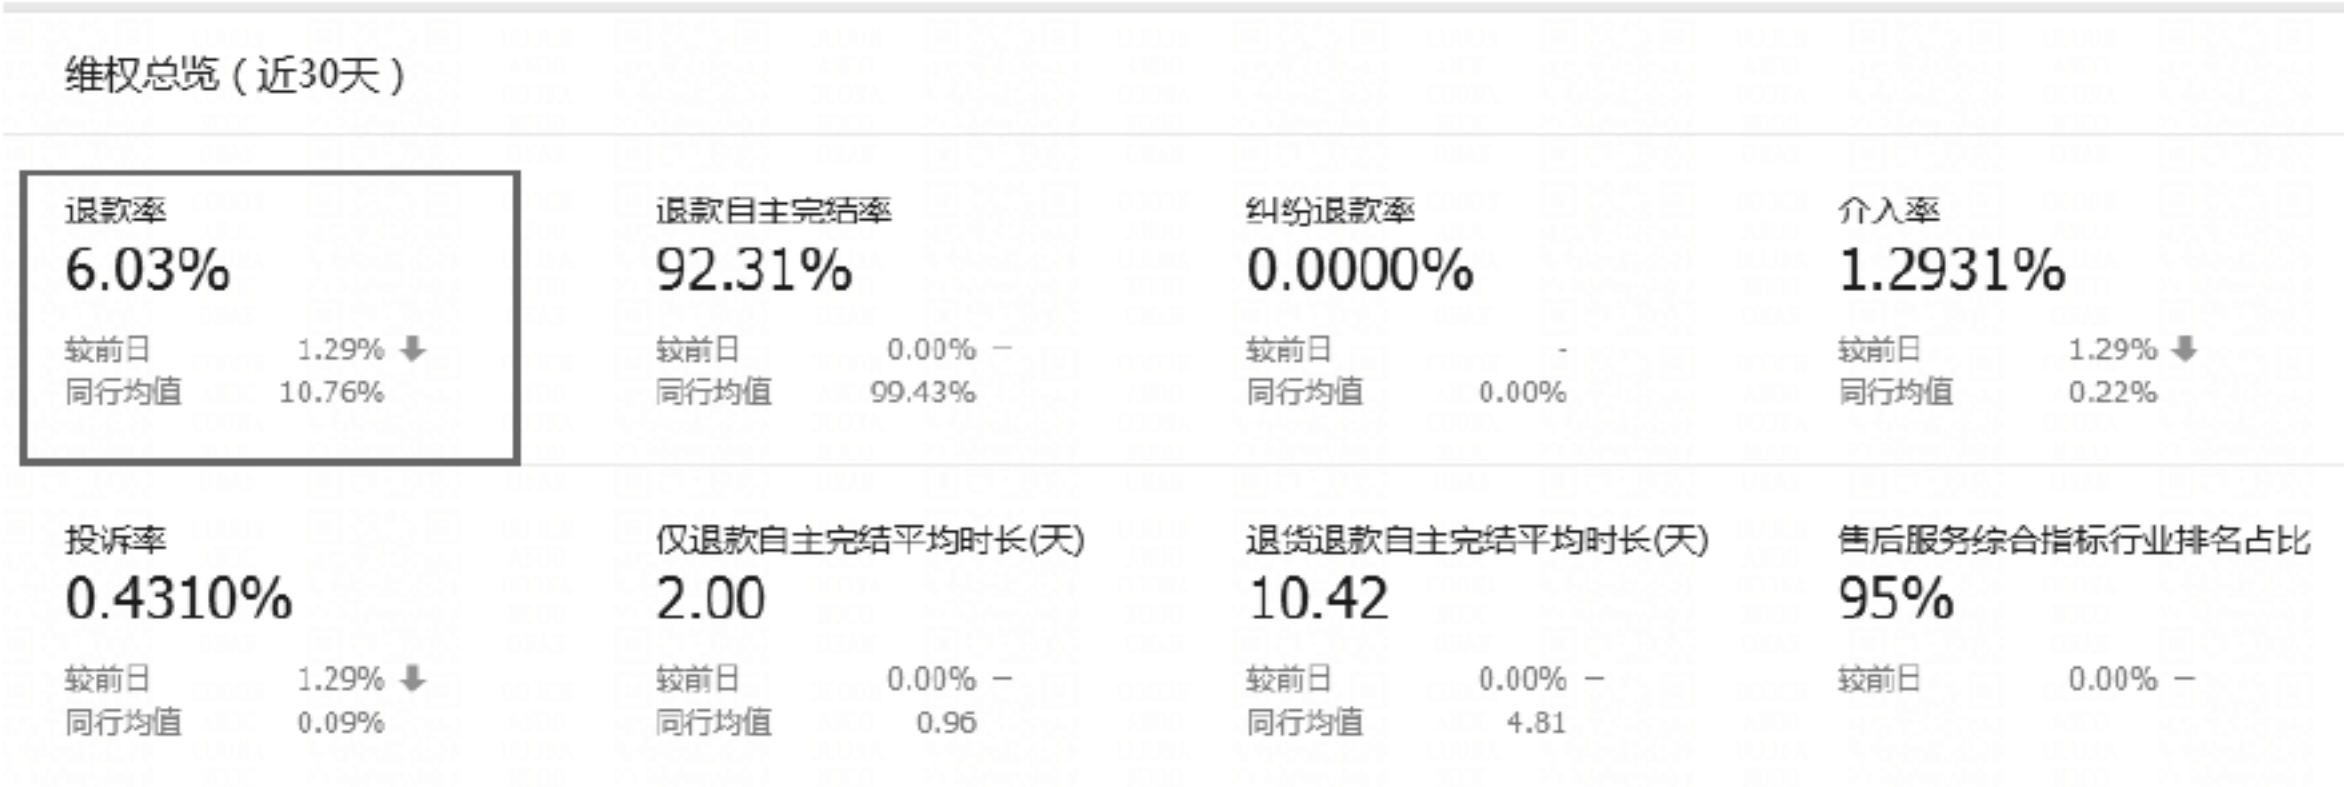 维权总览（近30天）
退款率
6.03%
较前日 1.29%
同行均值 10.76%
退款自主完结率
92.31%
较前日 0.00% –
同行均值 99.43%
纠纷退款率
0.0000%
较前日 -
同行均值 0.00%
介入率
1.2931%
较前日 1.29%
同行均值 0.22%
投诉率
0.4310%
较前日 1.29%
同行均值 0.09%
仅退款自主完结平均时长(天)
2.00
较前日 0.00% –
同行均值 0.96
退货退款自主完结平均时长(天)
10.42
较前日 0.00% –
同行均值 4.81
售后服务综合指标行业排名占比
95%
较前日 0.00% –